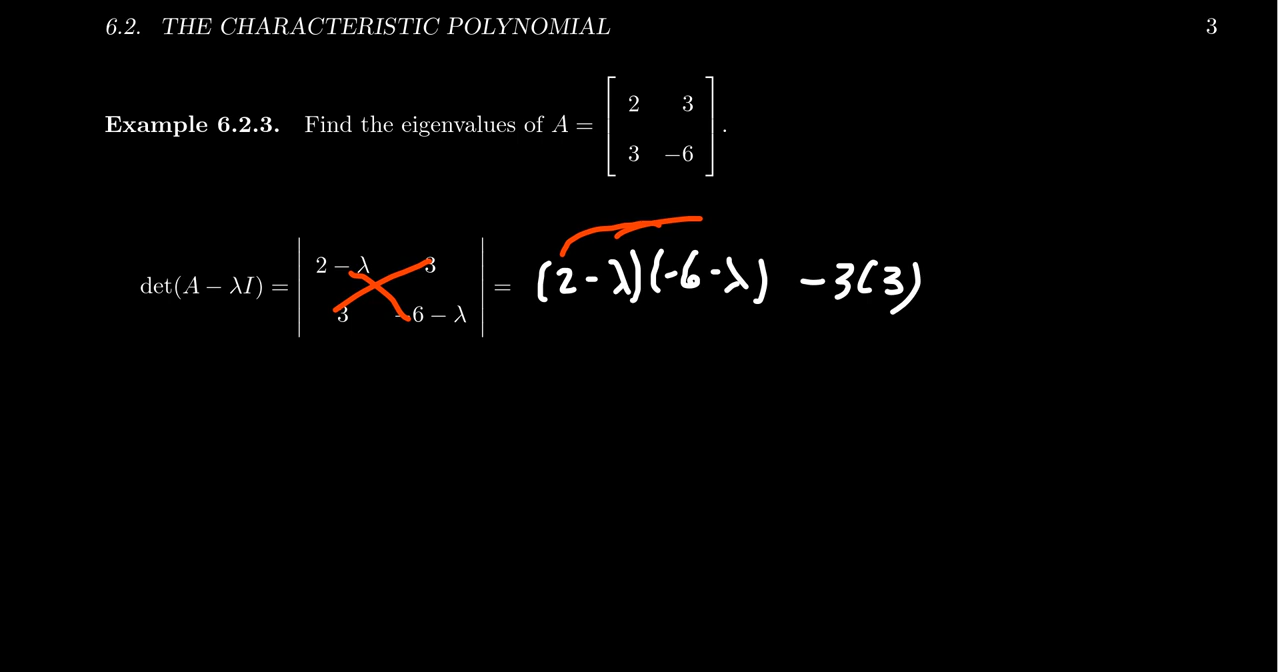 6.2. THE CHARACTERISTIC POLYNOMIAL 3
Example 6.2.3. Find the eigenvalues of A = [ 2 3
3 −6 ].
det(A − λI) = | 2 − λ 3
3 −6 − λ | = (2 - λ)(-6 - λ) - 3(3)